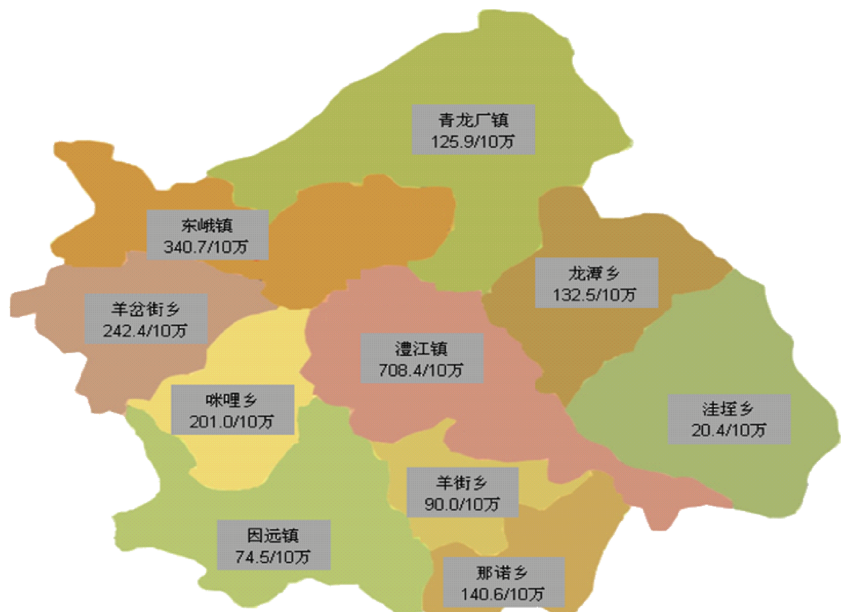 青龙厂镇
125.9/10万
东峨镇
340.7/10万
龙潭乡
132.5/10万
羊岔街乡
242.4/10万
澧江镇
708.4/10万
咪哩乡
201.0/10万
洼垤乡
20.4/10万
羊街乡
90.0/10万
因远镇
74.5/10万
那诺乡
140.6/10万